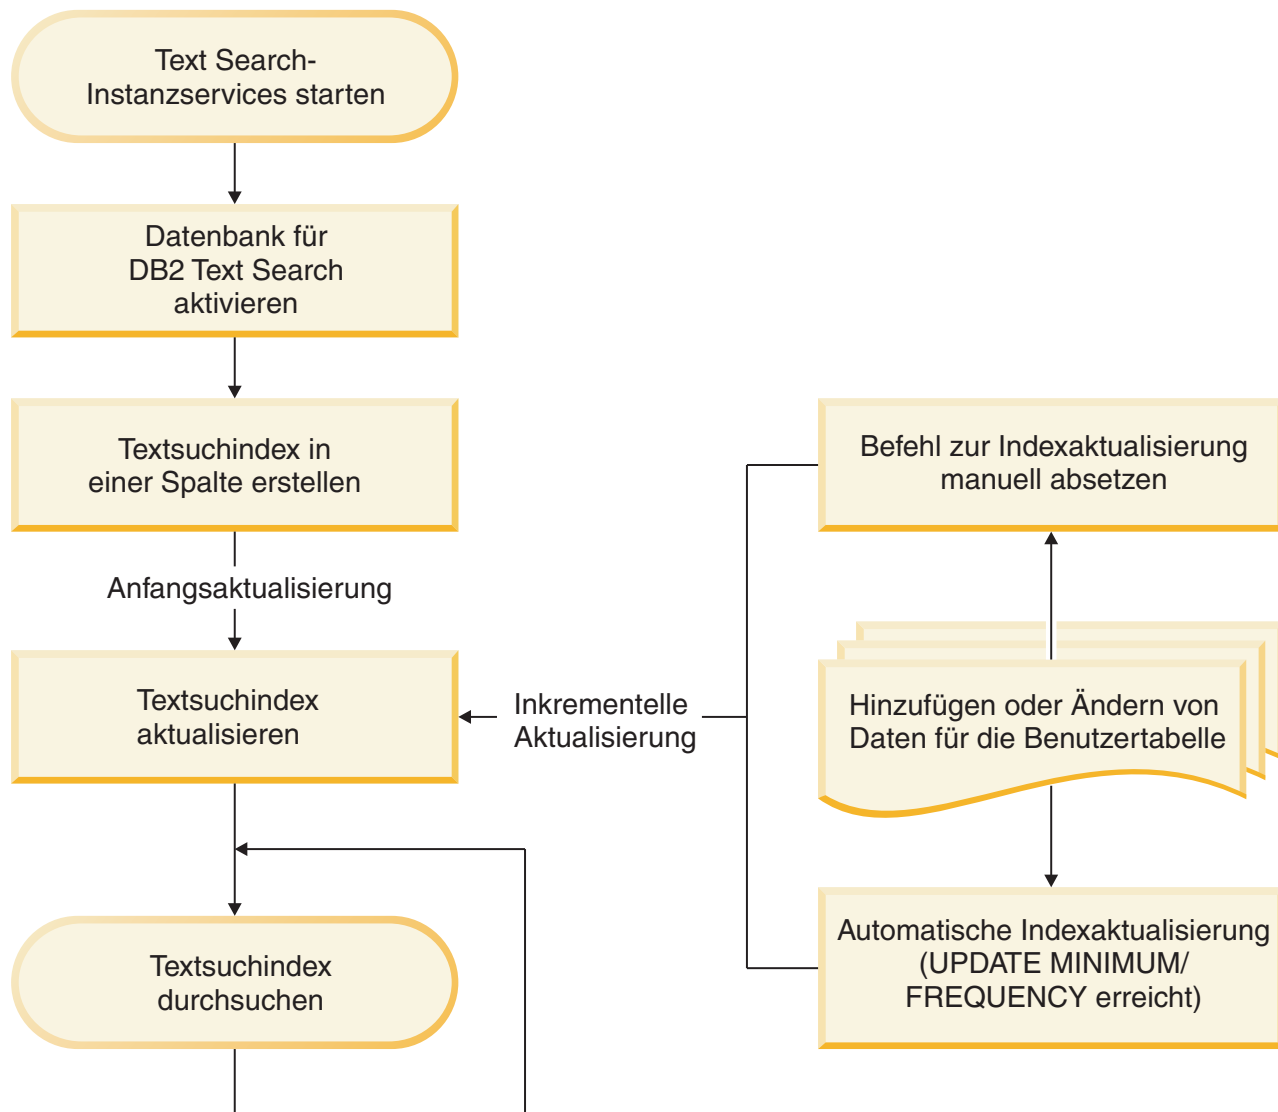 Text Search-
Instanzservices starten
Datenbank für
DB2 Text Search
aktivieren
Textsuchindex in
einer Spalte erstellen
Anfangsaktualisierung
Textsuchindex
aktualisieren
Inkrementelle
Aktualisierung
Textsuchindex
durchsuchen
Befehl zur Indexaktualisierung
manuell absetzen
Hinzufügen oder Ändern von
Daten für die Benutzertabelle
Automatische Indexaktualisierung
(UPDATE MINIMUM/
FREQUENCY erreicht)